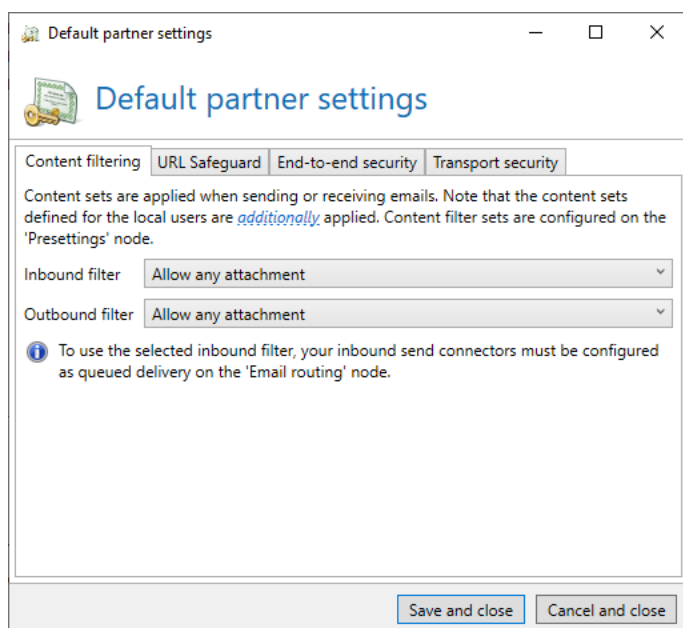 Default partner settings
Default partner settings
Content filtering URL Safeguard End-to-end security Transport security
Content sets are applied when sending or receiving emails. Note that the content sets
defined for the local users are additionally applied. Content filter sets are configured on the
'Presettings' node.
Inbound filter Allow any attachment
Outbound filter Allow any attachment
To use the selected inbound filter, your inbound send connectors must be configured
as queued delivery on the 'Email routing' node.
Save and close Cancel and close